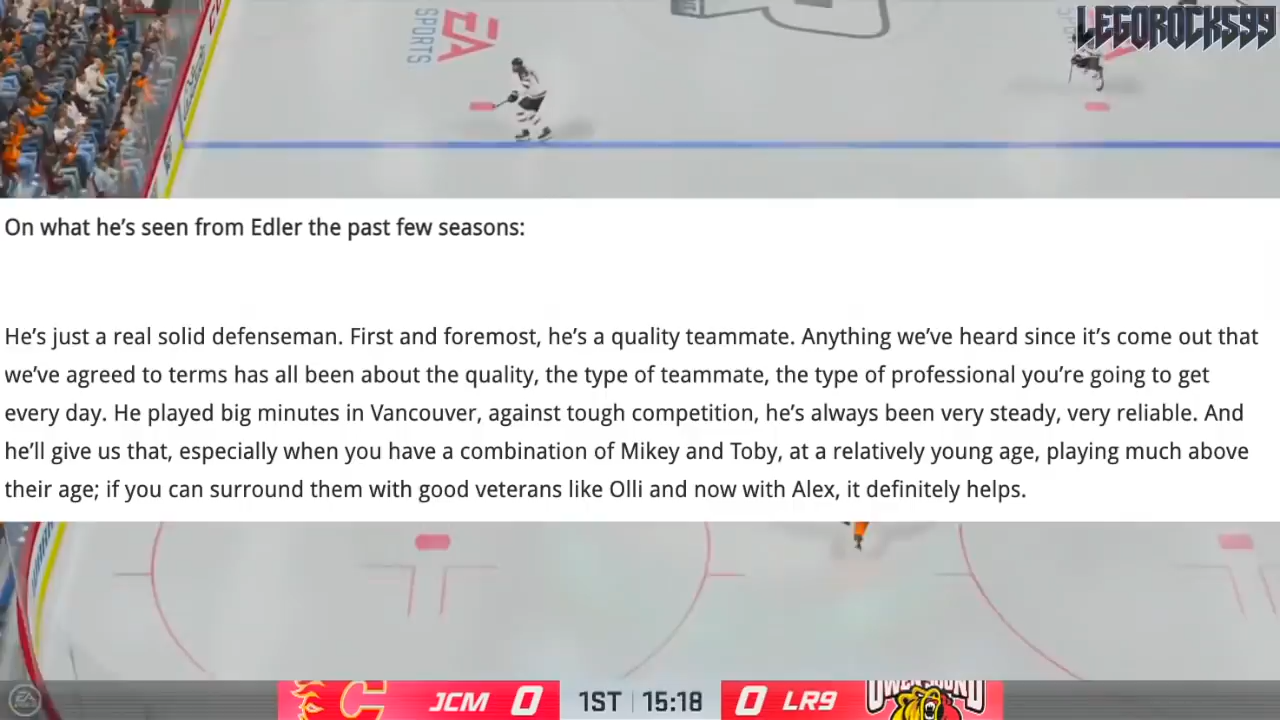 LEGOROCKS99
EA
SPORTS
On what he’s seen from Edler the past few seasons:
He’s just a real solid defenseman. First and foremost, he’s a quality teammate. Anything we’ve heard since it’s come out that
we’ve agreed to terms has all been about the quality, the type of teammate, the type of professional you’re going to get
every day. He played big minutes in Vancouver, against tough competition, he’s always been very steady, very reliable. And
he’ll give us that, especially when you have a combination of Mikey and Toby, at a relatively young age, playing much above
their age; if you can surround them with good veterans like Olli and now with Alex, it definitely helps.
EA
C JCM 0 1ST 15:18 0 LR9 OWEN SOUND